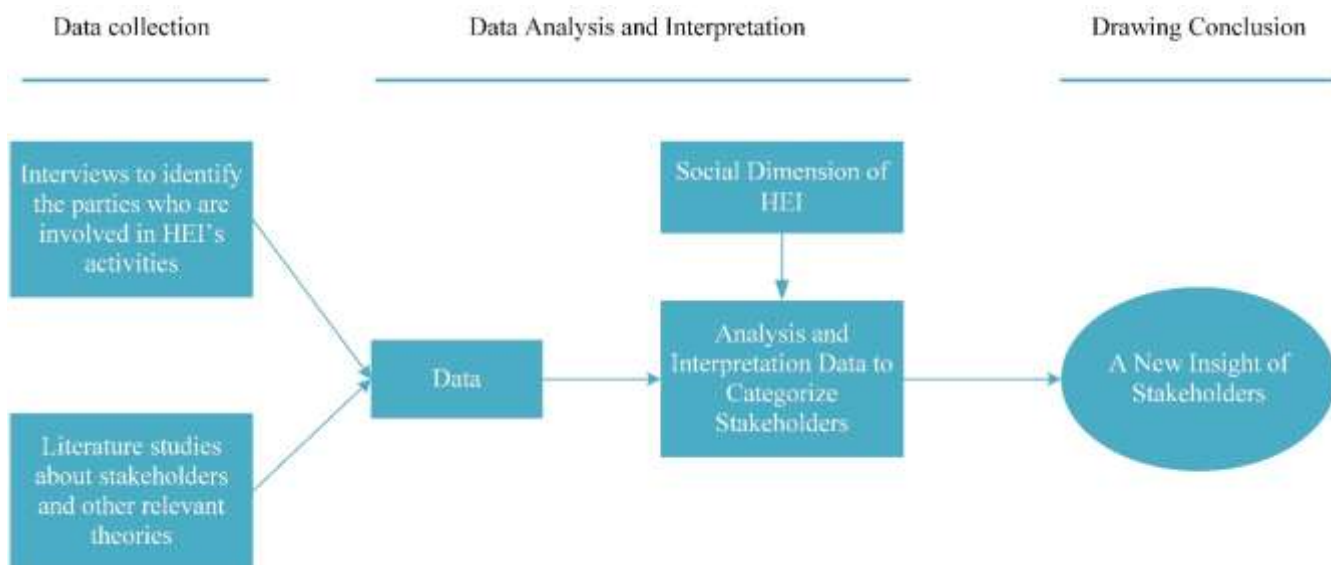 Data collection
Data Analysis and Interpretation
Drawing Conclusion
Interviews to identify
the parties who are
involved in HEI's
activities
Literature studies
about stakeholders
and other relevant
theories
Data
Social Dimension of
HEI
Analysis and
Interpretation Data to
Categorize
Stakeholders
A New Insight of
Stakeholders